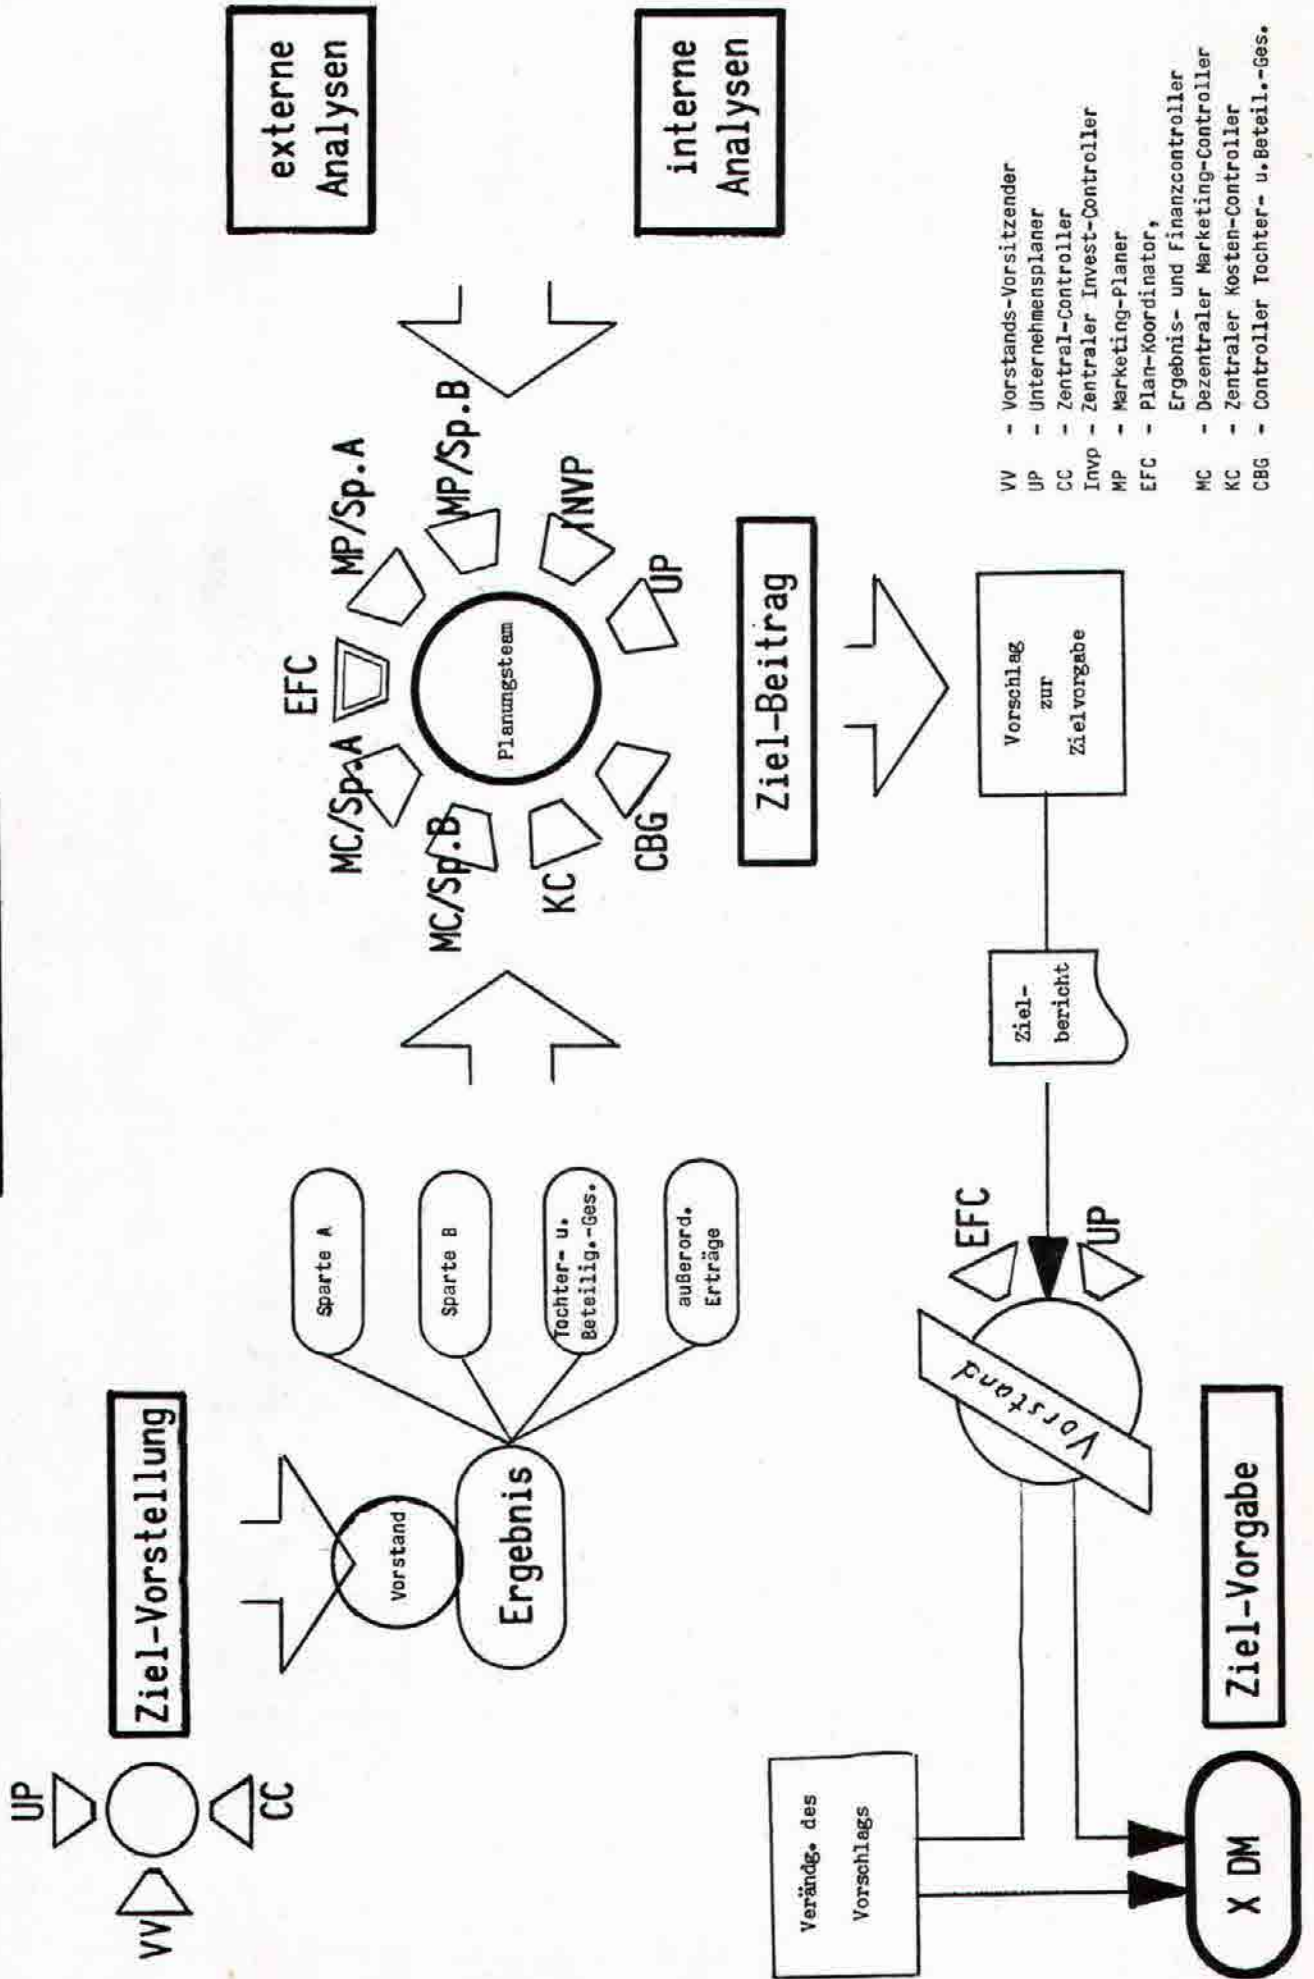 UP
VV
CC
Ziel-Vorstellung
Vorstand
Ergebnis
Sparte A
Sparte B
Tochter- u.
Beteilig.-Ges.
außerord.
Erträge
EFC
MC/Sp.A
MP/Sp.A
MC/Sp.B
MP/Sp.B
KC
INVP
CBG
UP
Planungsteam
externe
Analysen
interne
Analysen
Ziel-Beitrag
Vorschlag
zur
Zielvorgabe
Ziel-
bericht
EFC
UP
Vorstand
Verändg. des
Vorschlags
X DM
Ziel-Vorgabe
VV - Vorstands-Vorsitzender
UP - Unternehmensplaner
CC - Zentral-Controller
Invp - Zentraler Invest-Controller
MP - Marketing-Planer
EFC - Plan-Koordinator,
Ergebnis- und Finanzcontroller
MC - Dezentraler Marketing-Controller
KC - Zentraler Kosten-Controller
CBG - Controller Tochter- u.Beteil.-Ges.